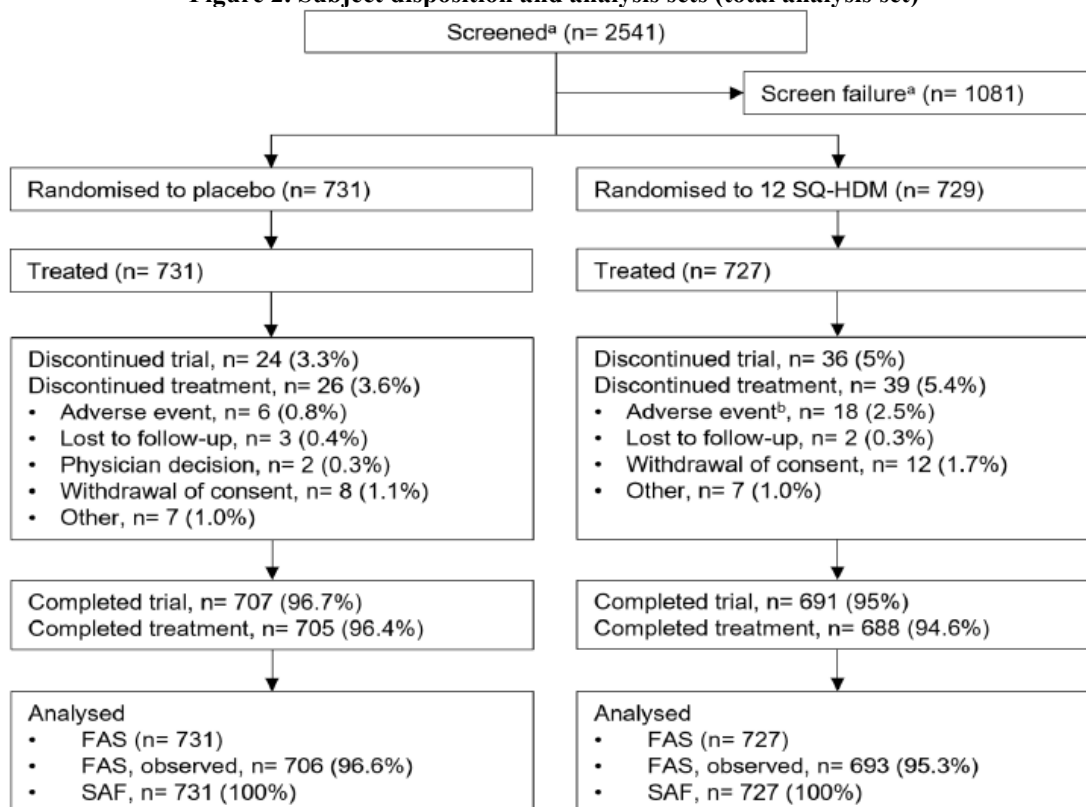 Figure 2. Subject disposition and analysis sets (total analysis set)
Screenedᵃ (n= 2541)
Screen failureᵃ (n= 1081)
Randomised to placebo (n= 731)
Randomised to 12 SQ-HDM (n= 729)
Treated (n= 731)
Treated (n= 727)
Discontinued trial, n= 24 (3.3%)
Discontinued treatment, n= 26 (3.6%)
• Adverse event, n= 6 (0.8%)
• Lost to follow-up, n= 3 (0.4%)
• Physician decision, n= 2 (0.3%)
• Withdrawal of consent, n= 8 (1.1%)
• Other, n= 7 (1.0%)
Discontinued trial, n= 36 (5%)
Discontinued treatment, n= 39 (5.4%)
• Adverse eventᵇ, n= 18 (2.5%)
• Lost to follow-up, n= 2 (0.3%)
• Withdrawal of consent, n= 12 (1.7%)
• Other, n= 7 (1.0%)
Completed trial, n= 707 (96.7%)
Completed treatment, n= 705 (96.4%)
Completed trial, n= 691 (95%)
Completed treatment, n= 688 (94.6%)
Analysed
• FAS (n= 731)
• FAS, observed, n= 706 (96.6%)
• SAF, n= 731 (100%)
Analysed
• FAS (n= 727)
• FAS, observed, n= 693 (95.3%)
• SAF, n= 727 (100%)